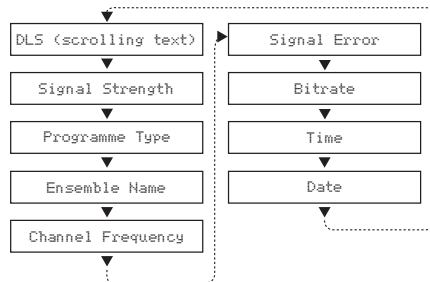 DLS (scrolling text)
Signal Strength
Programme Type
Ensemble Name
Channel Frequency
Signal Error
Bitrate
Time
Date